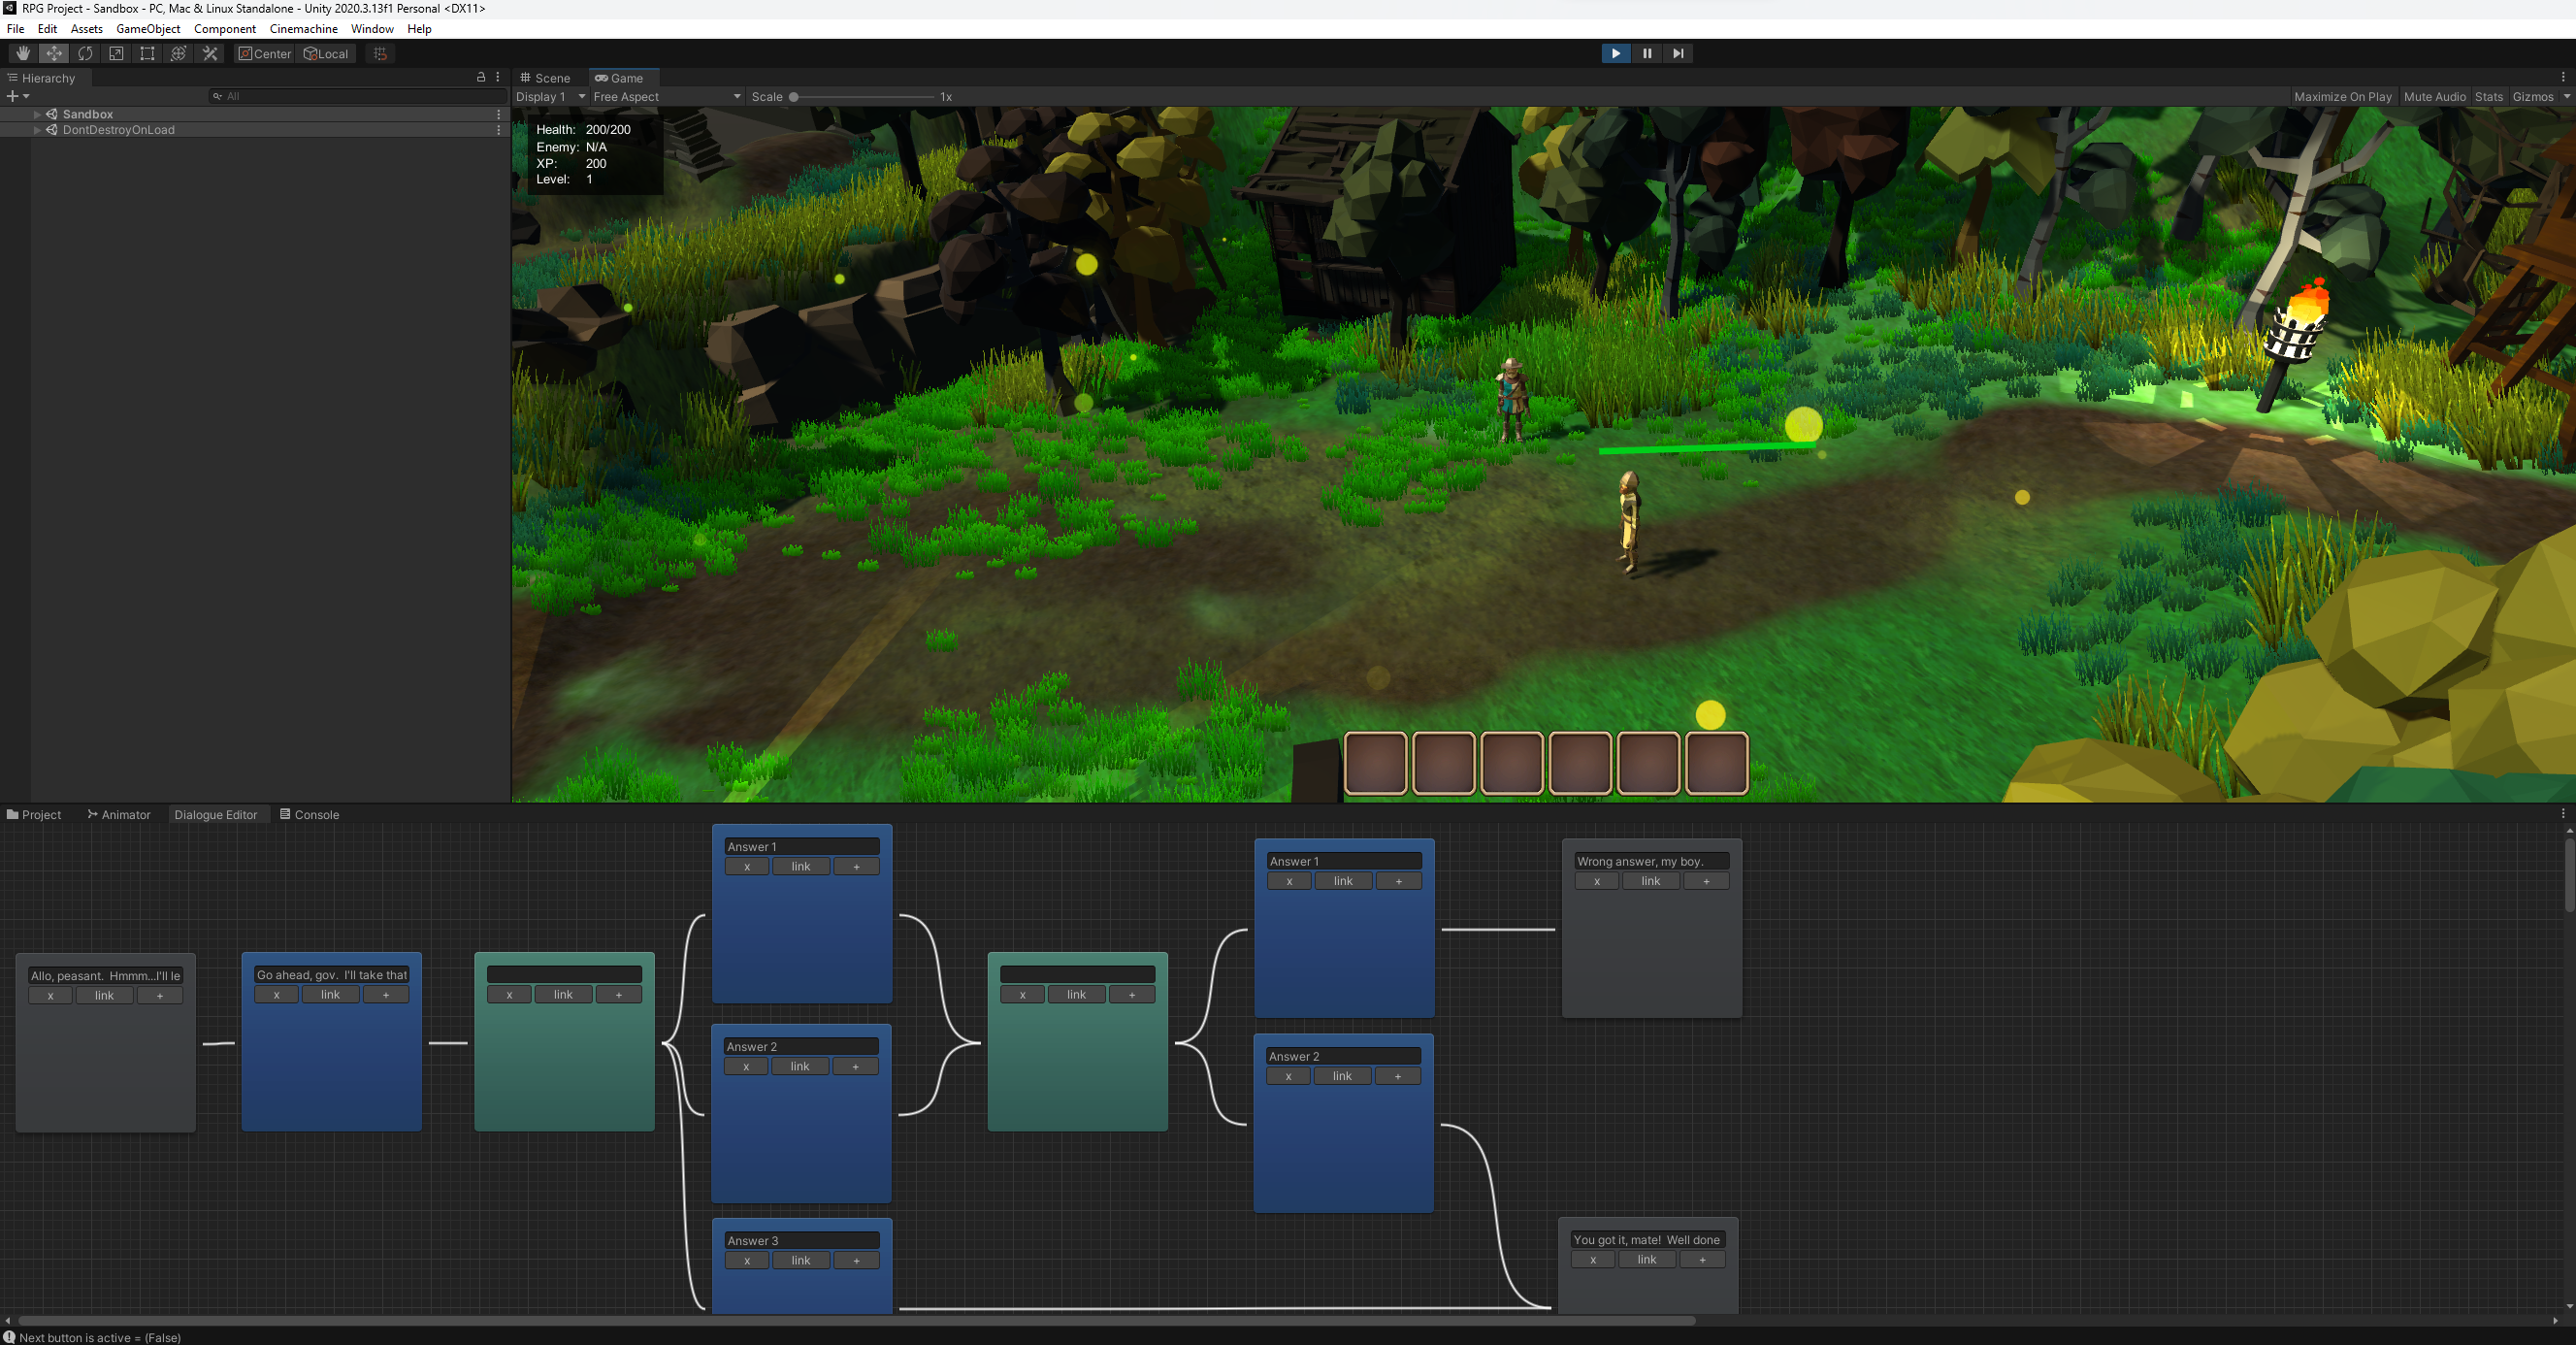 RPG Project - Sandbox - PC, Mac & Linux Standalone - Unity 2020.3.13f1 Personal <DX11>
File Edit Assets GameObject Component Cinemachine Window Help
Center Local
Hierarchy
All
Sandbox
DontDestroyOnLoad
Scene Game
Display 1 Free Aspect Scale 1x Maximize On Play Mute Audio Stats Gizmos
Health: 200/200
Enemy: N/A
XP: 200
Level: 1
Project Animator Dialogue Editor Console
Allo, peasant. Hmmm...I'll le
x link +
Go ahead, gov. I'll take that
x link +
x link +
Answer 1
x link +
Answer 2
x link +
Answer 3
x link +
x link +
Answer 1
x link +
Answer 2
x link +
Wrong answer, my boy.
x link +
You got it, mate! Well done
x link +
Next button is active = (False)